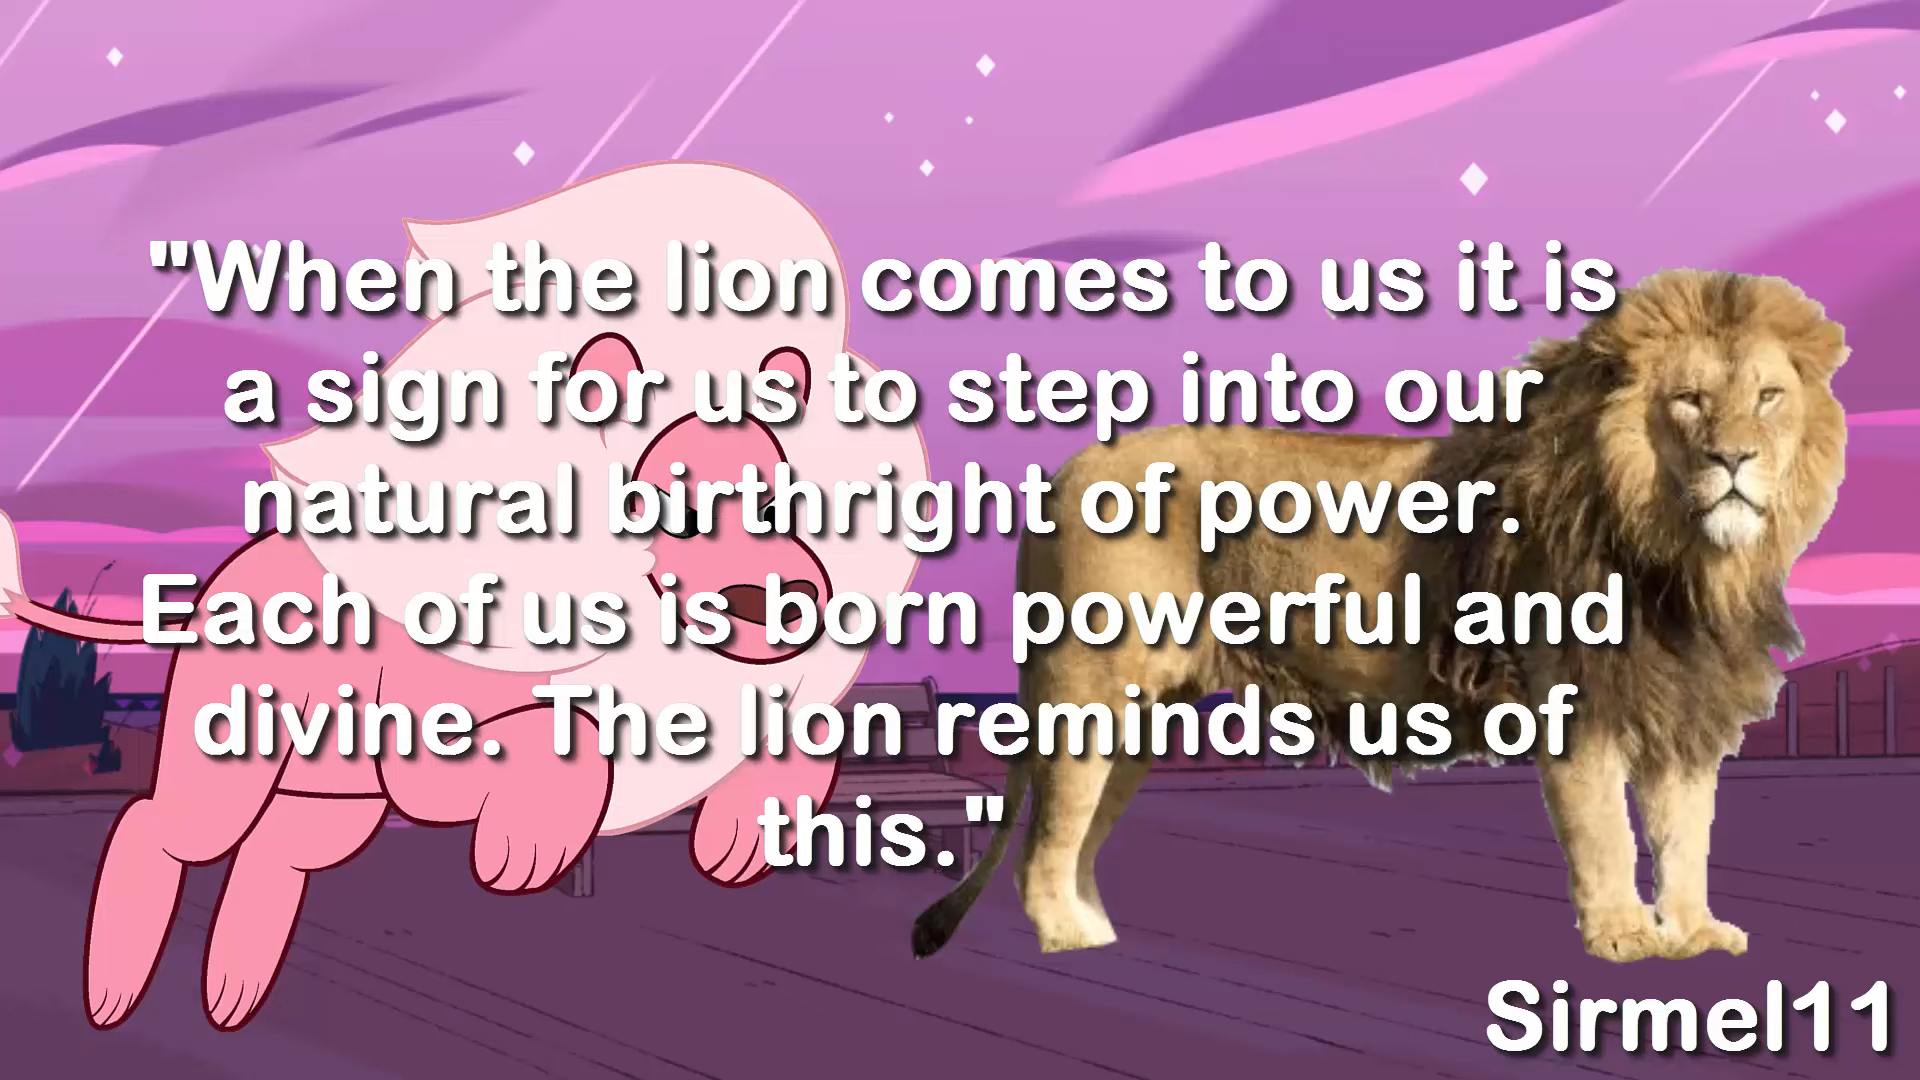 "When the lion comes to us it is
a sign for us to step into our
natural birthright of power.
Each of us is born powerful and
divine. The lion reminds us of
this."
Sirmel11